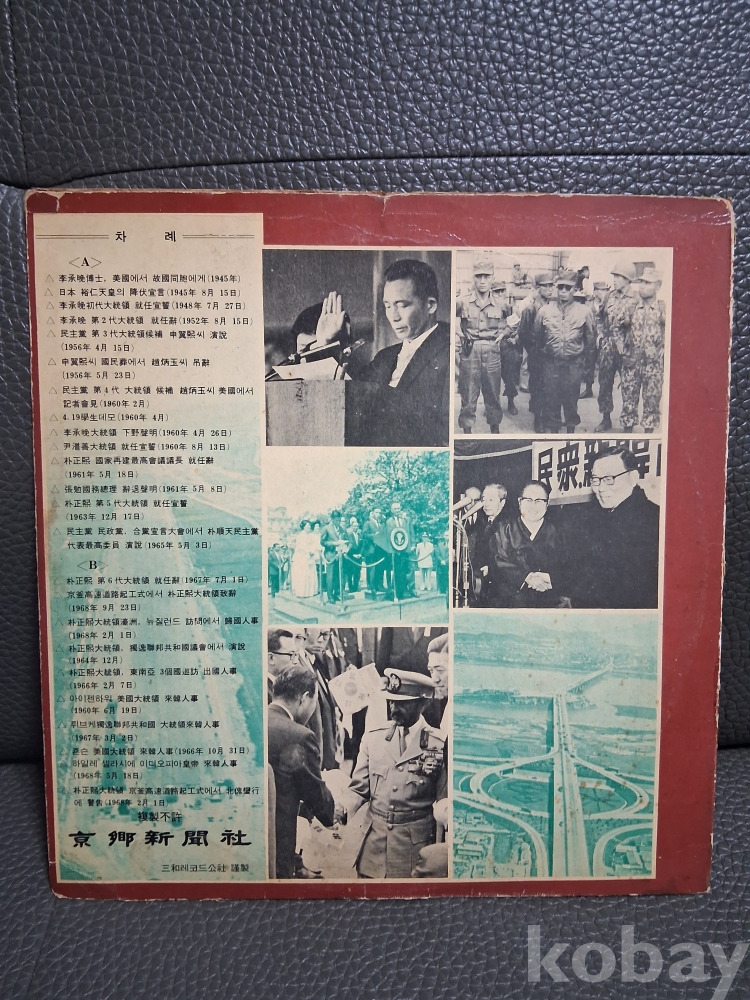 차 례
<A>
△ 李承晩博士, 美國에서 故國同胞에게(1945年)
△ 日本 裕仁天皇의 降伏宣言(1945年 8月 15日)
△ 李承晩初代大統領 就任宣誓(1948年 7月 27日)
△ 李承晩 第2代大統領 就任辭(1952年 8月 15日)
△ 民主黨 第3代大統領候補 申翼熙씨 演說
(1956年 4月 15日)
△ 申翼熙씨 國民葬에서 趙炳玉씨 弔辭
(1956年 5月 23日)
△ 民主黨 第4代 大統領 候補 趙炳玉씨 美國에서
記者會見(1960年 2月)
△ 4.19學生데모(1960年 4月)
△ 李承晩大統領 下野聲明(1960年 4月 26日)
△ 尹潽善大統領 就任宣誓(1960年 8月 13日)
△ 朴正熙 國家再建最高會議議長 就任辭
(1961年 5月 18日)
△ 張勉國務總理 辭退聲明(1961年 5月 8日)
△ 朴正熙 第5代大統領 就任宣誓
(1963年 12月 17日)
△ 民主黨 民政黨, 合黨宣言大會에서 朴順天民主黨
代表最高委員 演說(1965年 5月 3日)
<B>
△ 朴正熙 第6代大統領 就任辭(1967年 7月 1日)
△ 京釜高速道路起工式에서 朴正熙大統領致辭
(1968年 9月 23日)
△ 朴正熙大統領濠洲, 뉴질런드 訪問에서 歸國人事
(1968年 2月 1日)
△ 朴正熙大統領, 獨逸聯邦共和國議會에서 演說
(1964年 12月)
△ 朴正熙大統領, 東南亞 3個國巡訪 出國人事
(1966年 2月 7日)
△ 아이젠하워 美國大統領 來韓人事
(1960年 6月 19日)
△ 뤼브케獨逸聯邦共和國 大統領來韓人事
(1967年 3月 2日)
△ 죤슨 美國大統領 來韓人事(1966年 10月 31日)
△ 하일레 셀라시에 이디오피아皇帝 來韓人事
(1968年 5月 18日)
△ 朴正熙大統領 京釜高速道路起工式에서 北傀蠻行
에 警告(1968年 2月 1日
複製不許
京鄕新聞社
三和레코드公社 謹製
民衆新
kobay